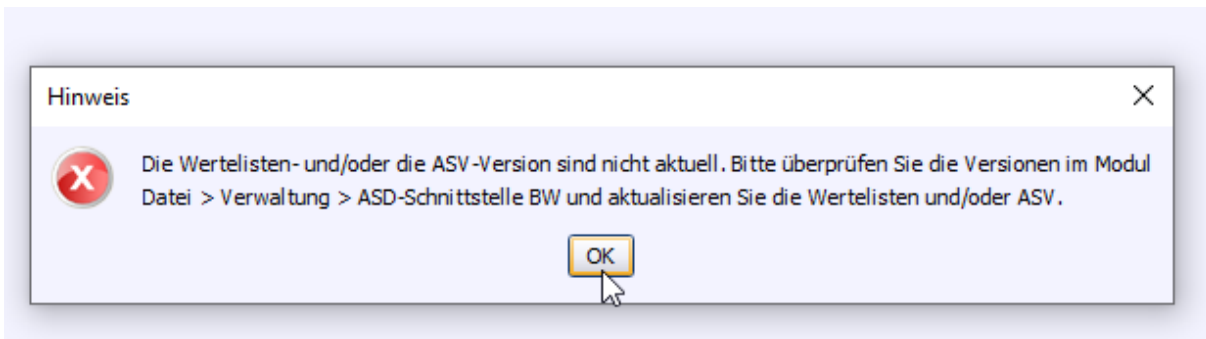 Hinweis
Die Wertelisten- und/oder die ASV-Version sind nicht aktuell. Bitte überprüfen Sie die Versionen im Modul
Datei > Verwaltung > ASD-Schnittstelle BW und aktualisieren Sie die Wertelisten und/oder ASV.
OK